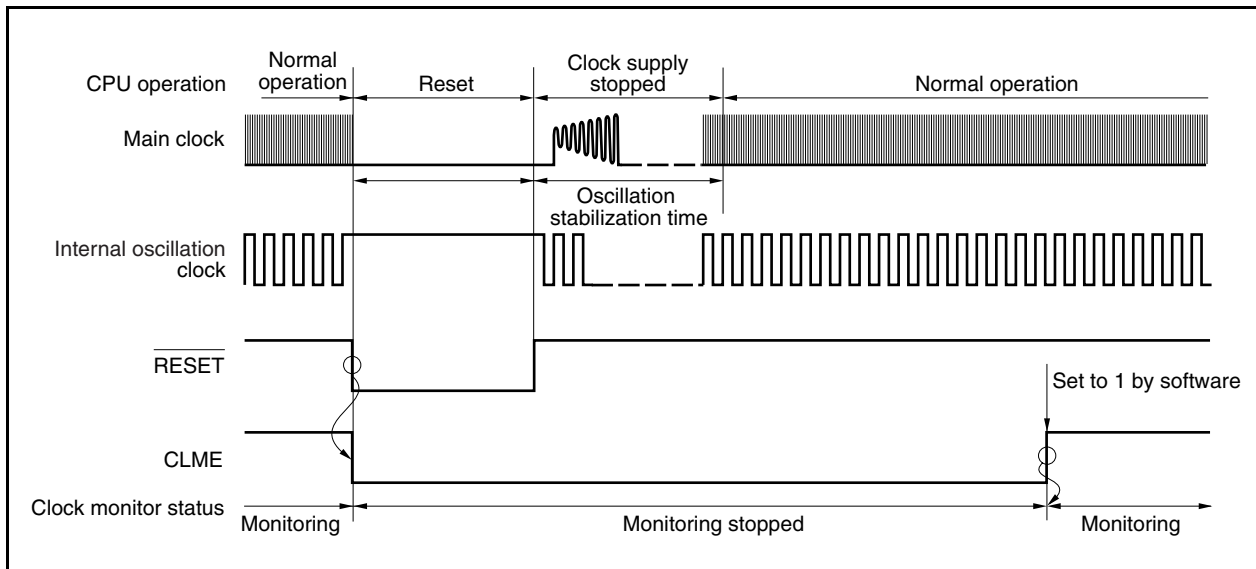 Normal
operation
Clock supply
stopped
CPU operation
Reset
Normal operation
Main clock
Oscillation
stabilization time
Internal oscillation
clock
RESET
Set to 1 by software
CLME
Clock monitor status
Monitoring
Monitoring stopped
Monitoring